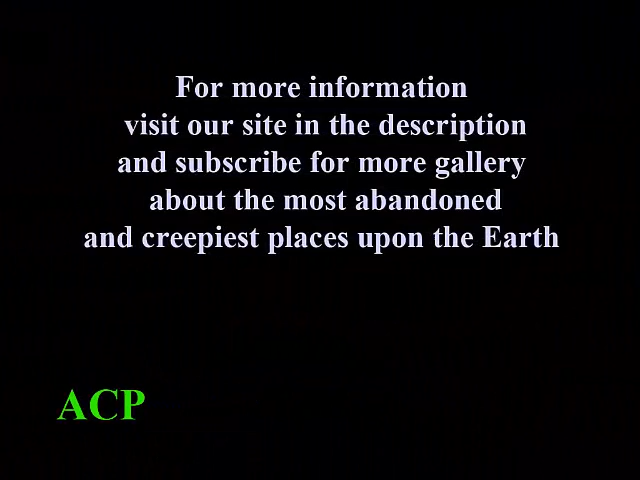 For more information
visit our site in the description
and subscribe for more gallery
about the most abandoned
and creepiest places upon the Earth
ACP